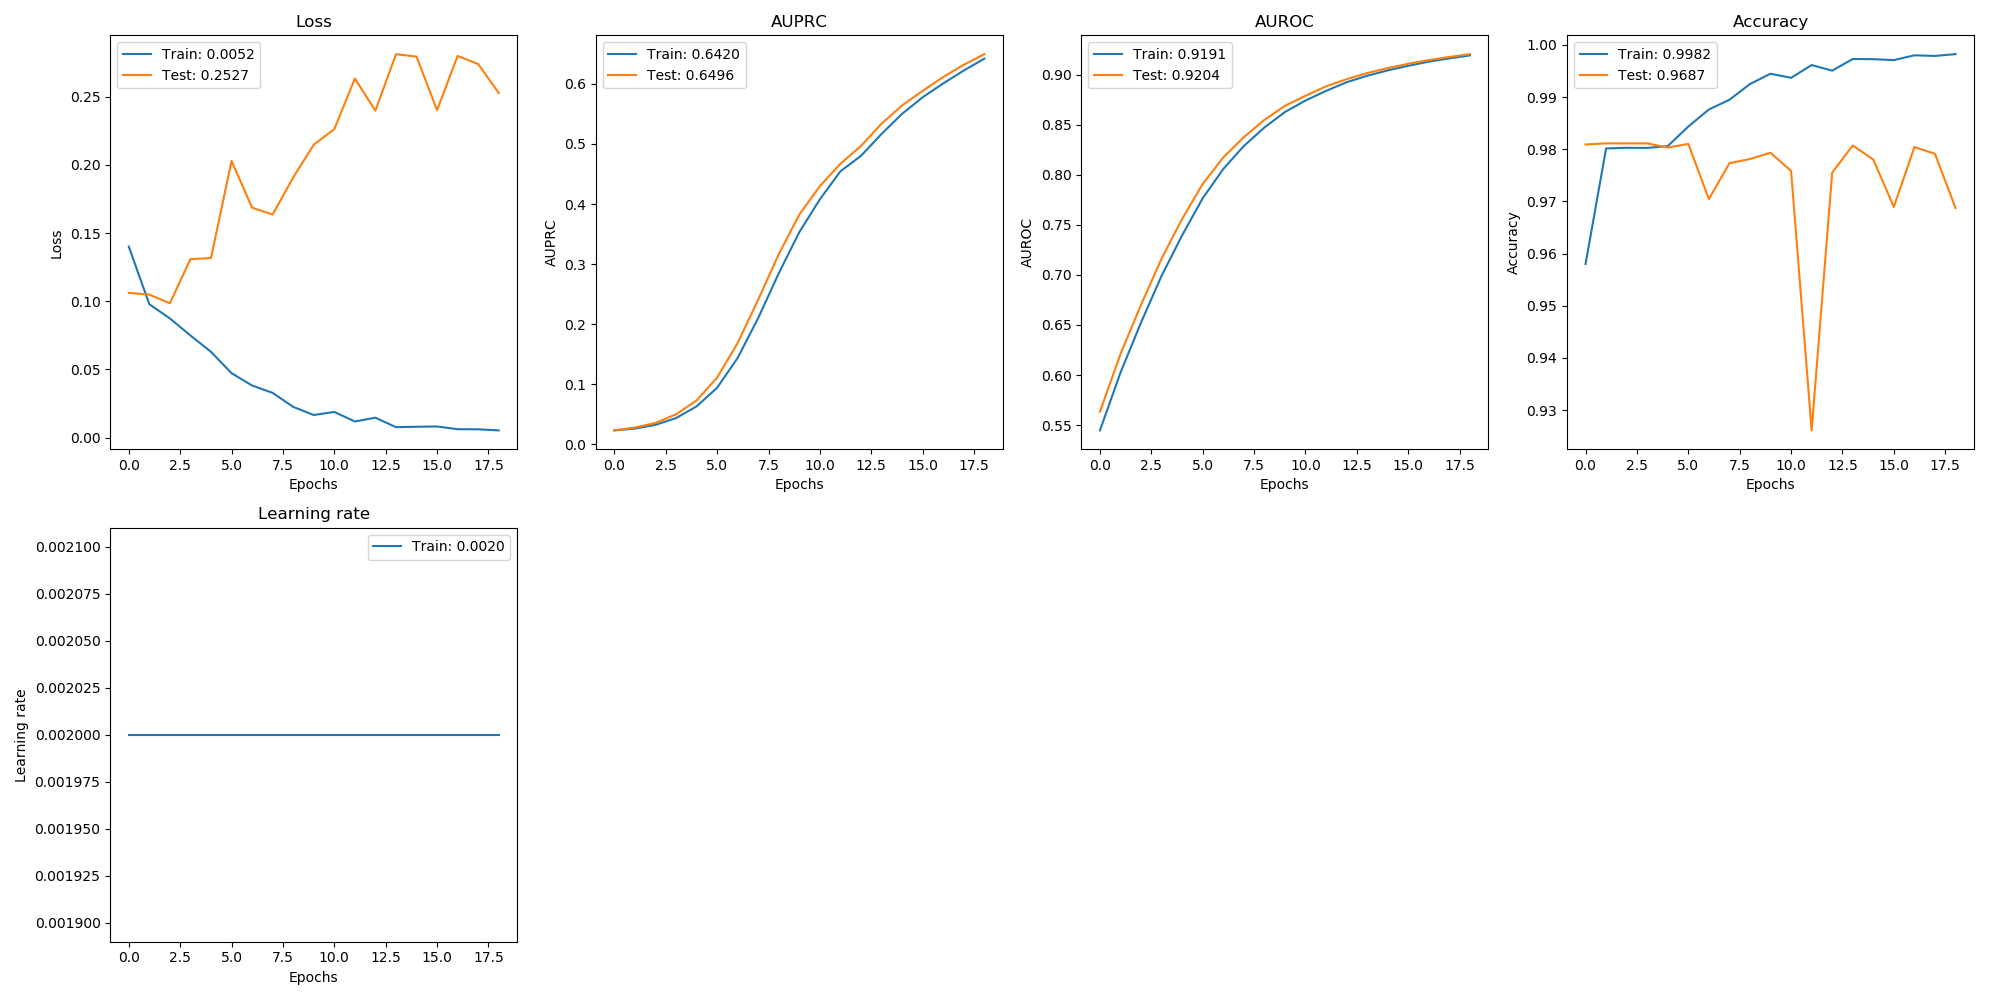 Loss
Train: 0.0052
Test: 0.2527
0.25
0.20
0.15
0.10
0.05
0.00
Loss
0.0 2.5 5.0 7.5 10.0 12.5 15.0 17.5
Epochs
AUPRC
Train: 0.6420
Test: 0.6496
0.6
0.5
0.4
0.3
0.2
0.1
0.0
AUPRC
0.0 2.5 5.0 7.5 10.0 12.5 15.0 17.5
Epochs
AUROC
Train: 0.9191
Test: 0.9204
0.90
0.85
0.80
0.75
0.70
0.65
0.60
0.55
AUROC
0.0 2.5 5.0 7.5 10.0 12.5 15.0 17.5
Epochs
Accuracy
Train: 0.9982
Test: 0.9687
1.00
0.99
0.98
0.97
0.96
0.95
0.94
0.93
Accuracy
0.0 2.5 5.0 7.5 10.0 12.5 15.0 17.5
Epochs
Learning rate
Train: 0.0020
0.002100
0.002075
0.002050
0.002025
0.002000
0.001975
0.001950
0.001925
0.001900
Learning rate
0.0 2.5 5.0 7.5 10.0 12.5 15.0 17.5
Epochs